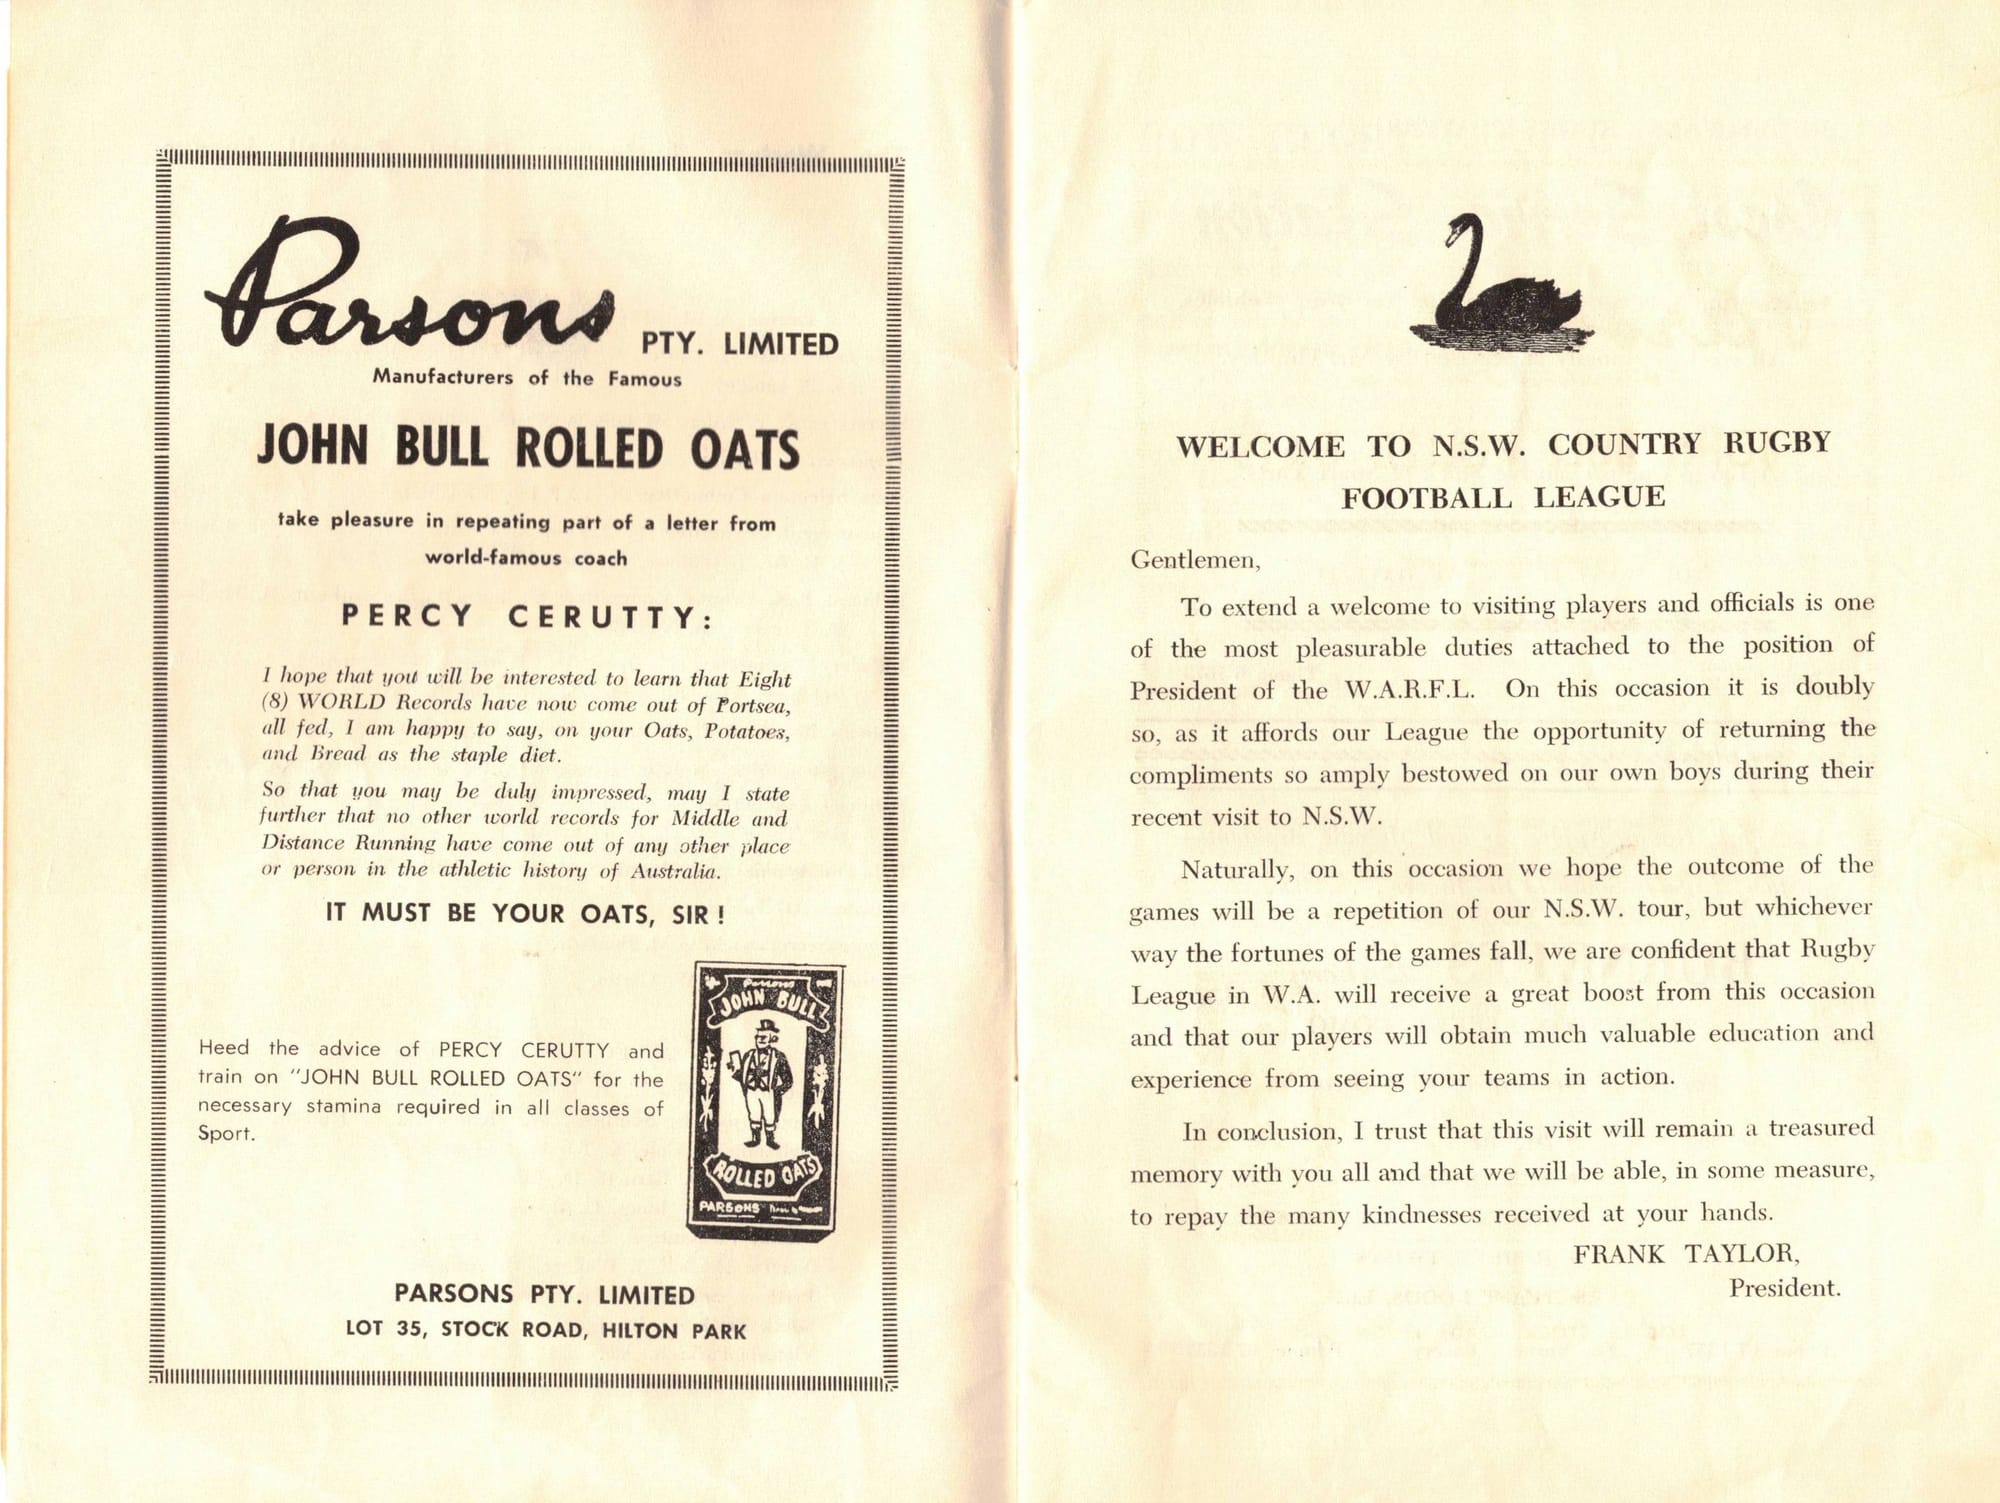 Parsons PTY. LIMITED
Manufacturers of the Famous
JOHN BULL ROLLED OATS
take pleasure in repeating part of a letter from
world-famous coach
PERCY CERUTTY:
I hope that you will be interested to learn that Eight
(8) WORLD Records have now come out of Portsea,
all fed, I am happy to say, on your Oats, Potatoes,
and Bread as the staple diet.
So that you may be duly impressed, may I state
further that no other world records for Middle and
Distance Running have come out of any other place
or person in the athletic history of Australia.
IT MUST BE YOUR OATS, SIR !
Heed the advice of PERCY CERUTTY and
train on "JOHN BULL ROLLED OATS" for the
necessary stamina required in all classes of
Sport.
Parsons
JOHN BULL
ROLLED OATS
PARSONS
PARSONS PTY. LIMITED
LOT 35, STOCK ROAD, HILTON PARK
WELCOME TO N.S.W. COUNTRY RUGBY
FOOTBALL LEAGUE
Gentlemen,
To extend a welcome to visiting players and officials is one
of the most pleasurable duties attached to the position of
President of the W.A.R.F.L. On this occasion it is doubly
so, as it affords our League the opportunity of returning the
compliments so amply bestowed on our own boys during their
recent visit to N.S.W.
Naturally, on this occasion we hope the outcome of the
games will be a repetition of our N.S.W. tour, but whichever
way the fortunes of the games fall, we are confident that Rugby
League in W.A. will receive a great boost from this occasion
and that our players will obtain much valuable education and
experience from seeing your teams in action.
In conclusion, I trust that this visit will remain a treasured
memory with you all and that we will be able, in some measure,
to repay the many kindnesses received at your hands.
FRANK TAYLOR,
President.